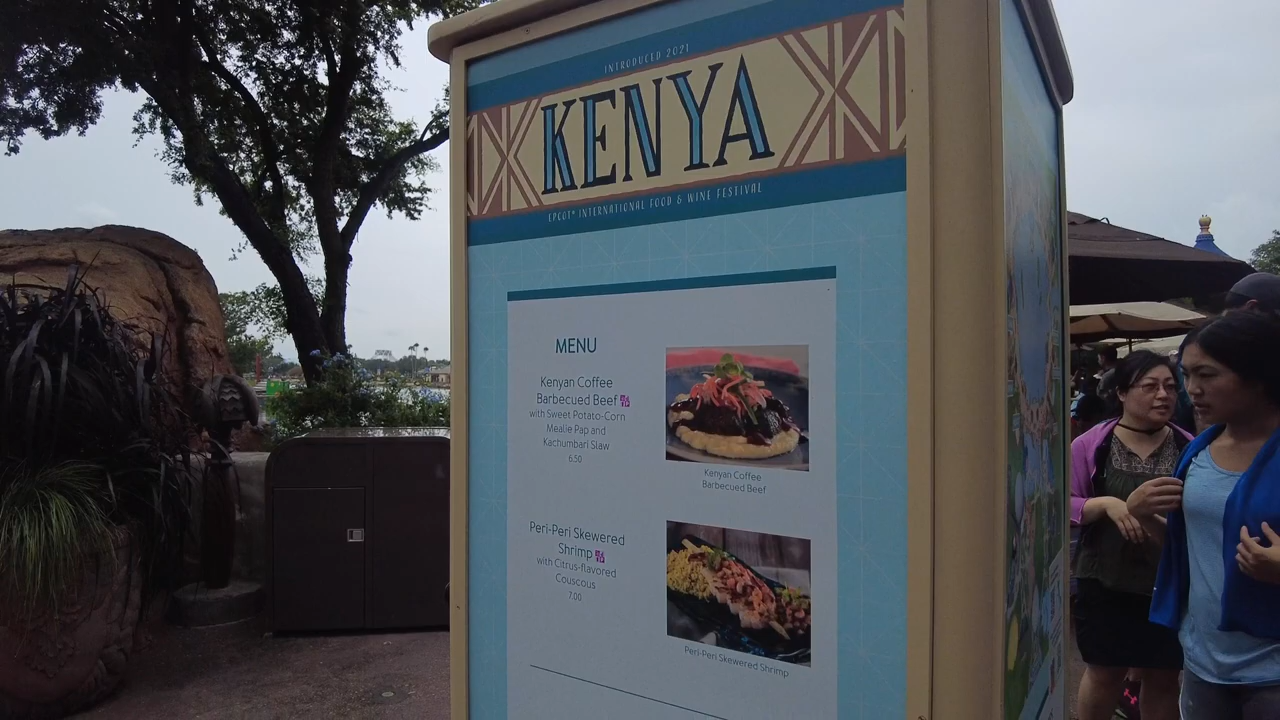 INTRODUCED 2021
KENYA
EPCOT® INTERNATIONAL FOOD & WINE FESTIVAL
MENU
Kenyan Coffee
Barbecued Beef
with Sweet Potato-Corn
Mealie Pap and
Kachumbari Slaw
6.50
Kenyan Coffee
Barbecued Beef
Peri-Peri Skewered
Shrimp
with Citrus-flavored
Couscous
7.00
Peri-Peri Skewered Shrimp